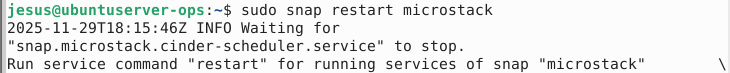 jesus@ubuntuserver-ops:~$ sudo snap restart microstack
2025-11-29T18:15:46Z INFO Waiting for
"snap.microstack.cinder-scheduler.service" to stop.
Run service command "restart" for running services of snap "microstack" \